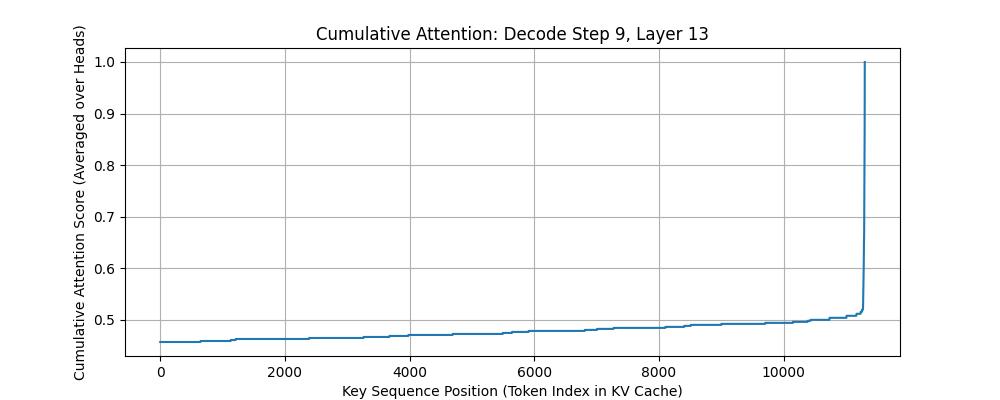 Cumulative Attention: Decode Step 9, Layer 13
Cumulative Attention Score (Averaged over Heads)
1.0
0.9
0.8
0.7
0.6
0.5
0 2000 4000 6000 8000 10000
Key Sequence Position (Token Index in KV Cache)